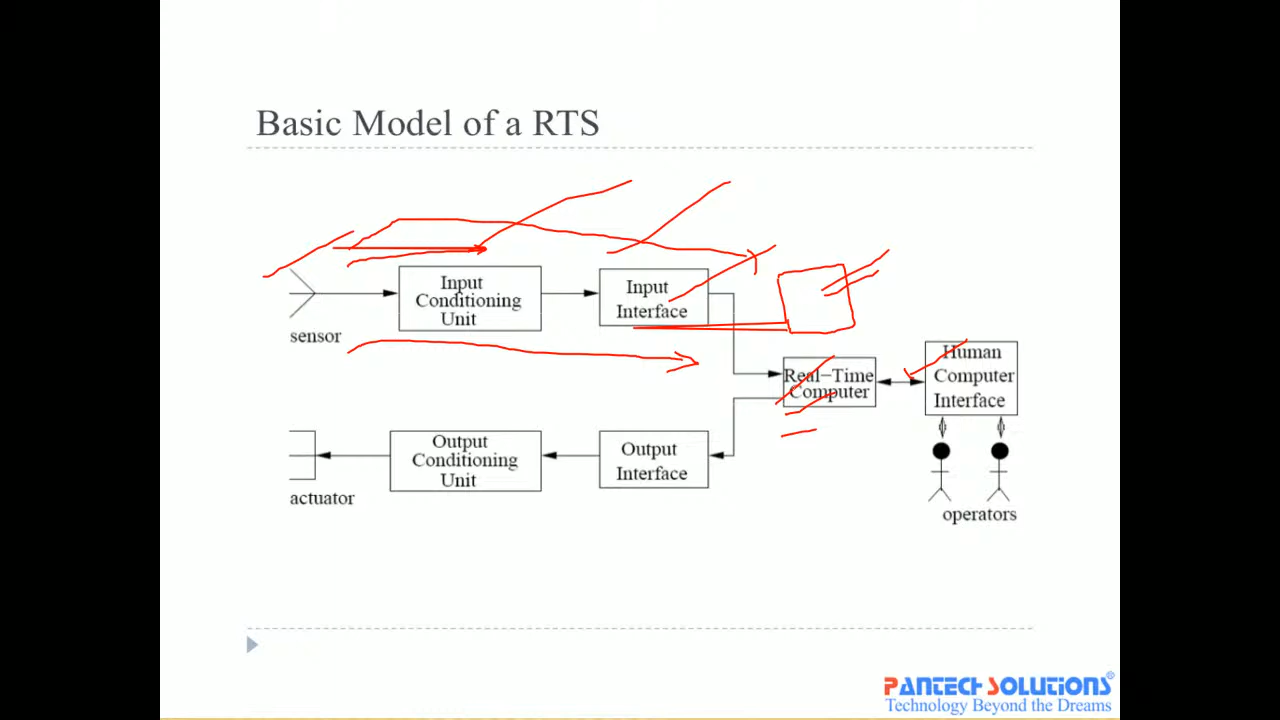 Basic Model of a RTS
Input
Conditioning
Unit
Input
Interface
sensor
Real-Time
Computer
Human
Computer
Interface
Output
Conditioning
Unit
Output
Interface
actuator
operators
PANTECH SOLUTIONS®
Technology Beyond the Dreams